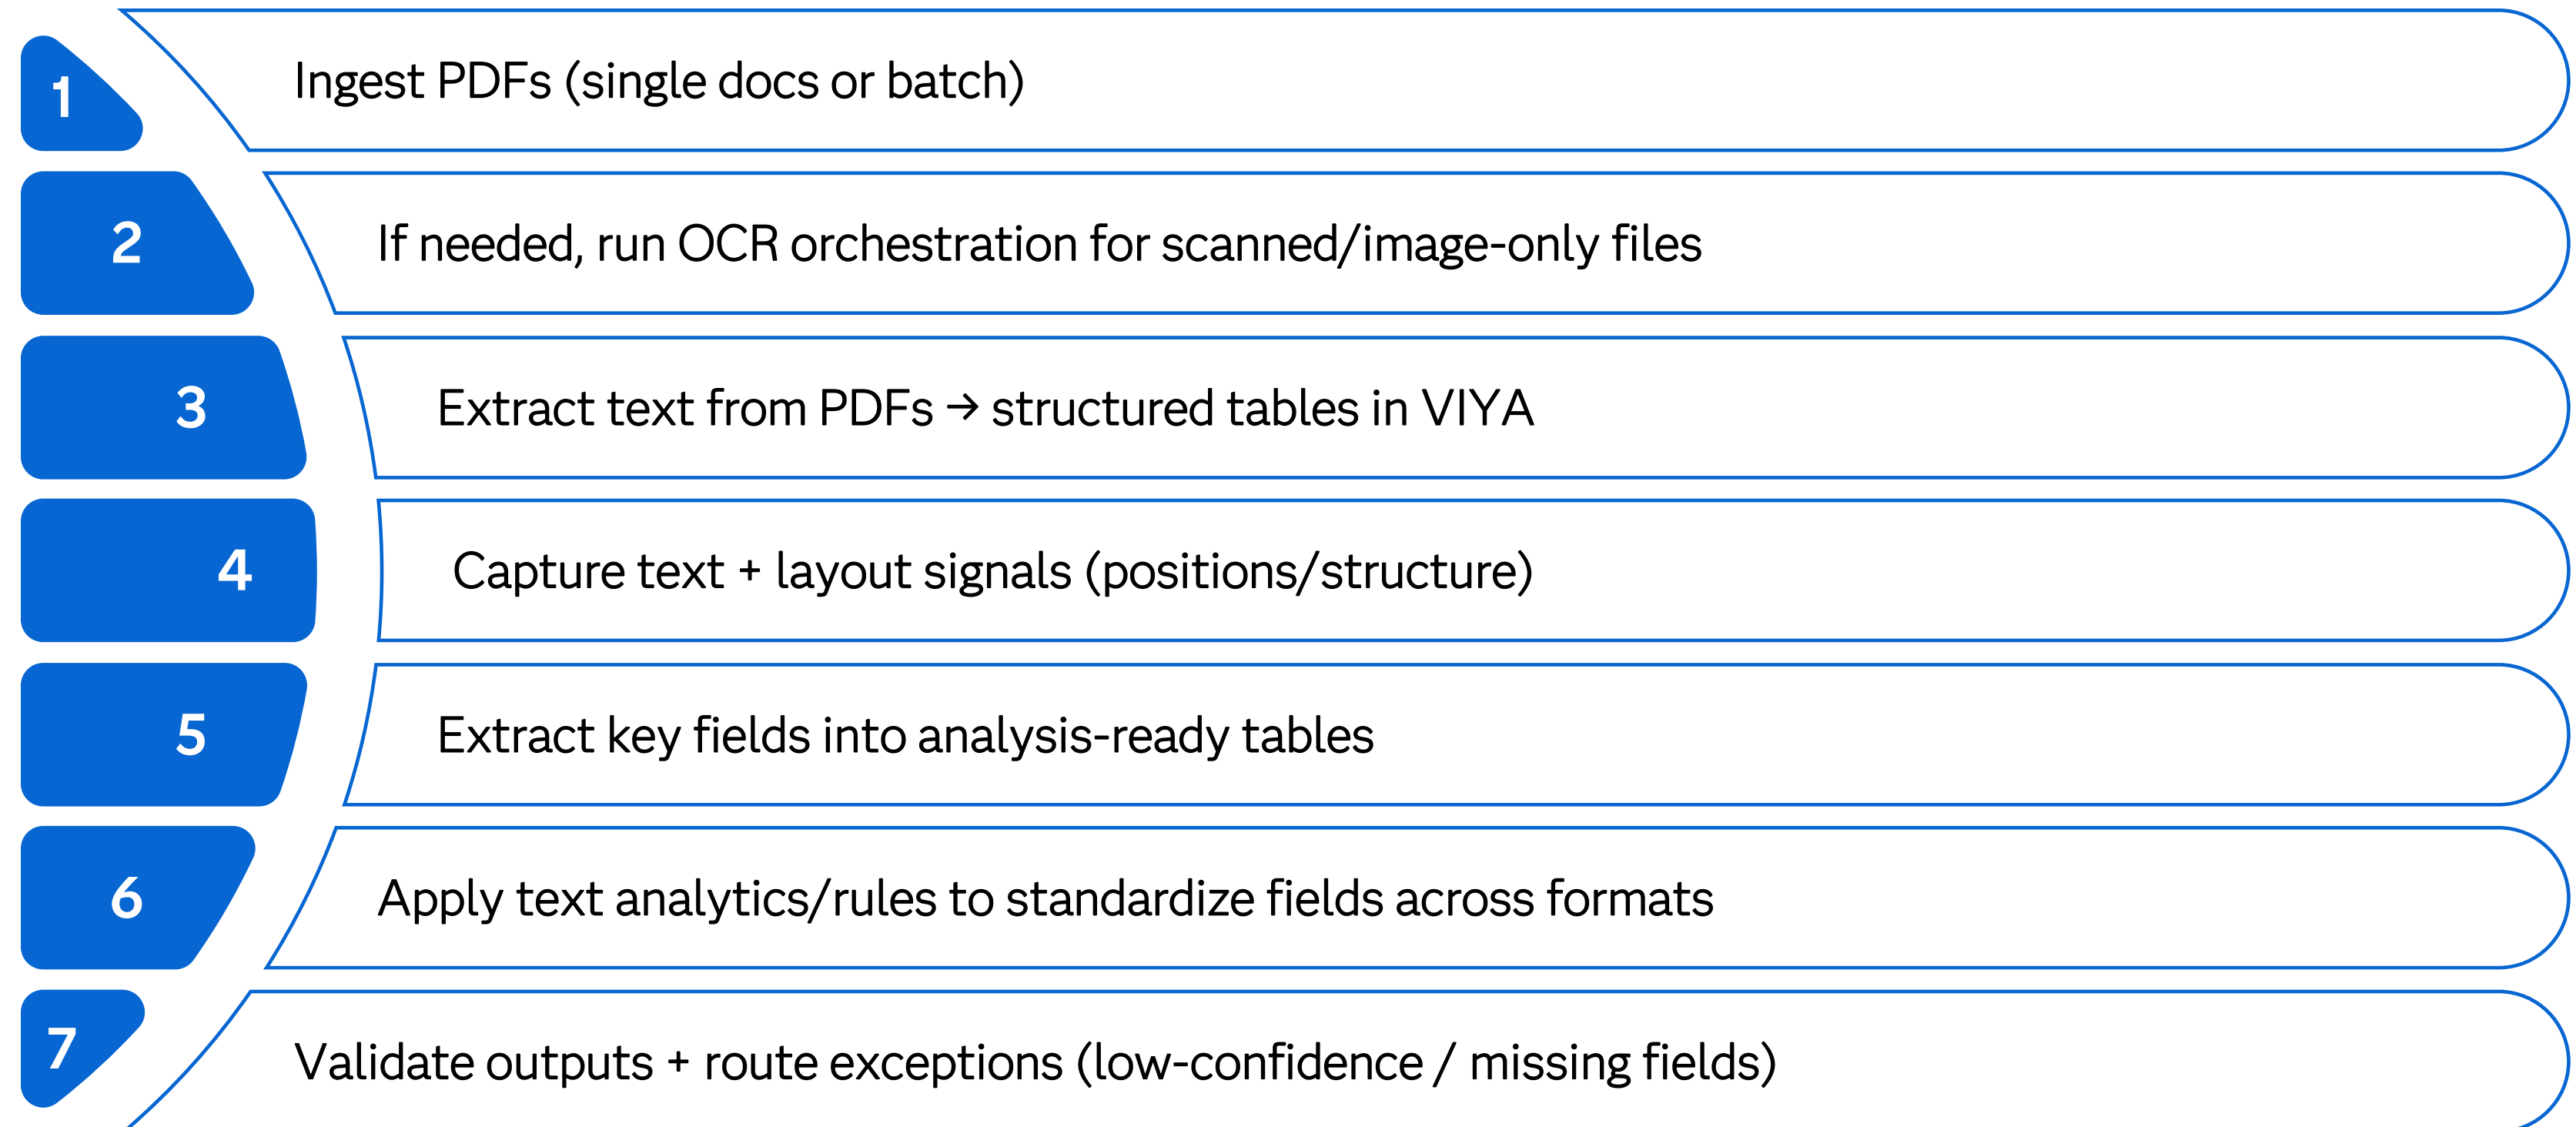 1
Ingest PDFs (single docs or batch)
2
If needed, run OCR orchestration for scanned/image-only files
3
Extract text from PDFs → structured tables in VIYA
4
Capture text + layout signals (positions/structure)
5
Extract key fields into analysis-ready tables
6
Apply text analytics/rules to standardize fields across formats
7
Validate outputs + route exceptions (low-confidence / missing fields)